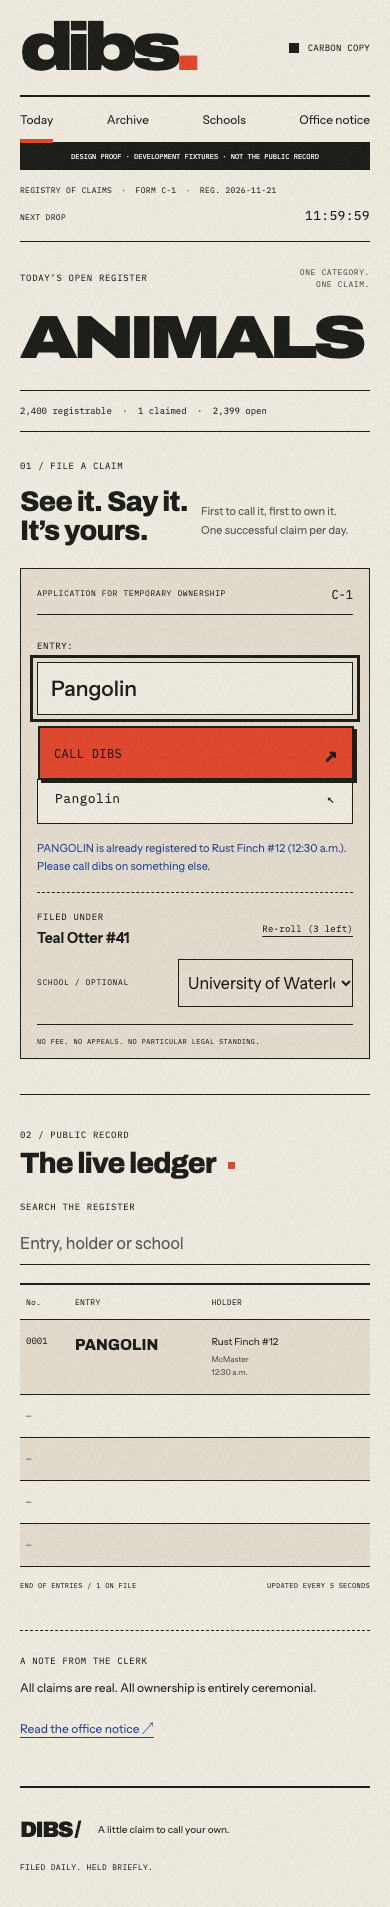 dibs.
CARBON COPY
Today Archive Schools Office notice
DESIGN PROOF · DEVELOPMENT FIXTURES · NOT THE PUBLIC RECORD
REGISTRY OF CLAIMS · FORM C-1 · REG. 2026-11-21
NEXT DROP 11:59:59
TODAY'S OPEN REGISTER
ONE CATEGORY.
ONE CLAIM.
ANIMALS
2,400 registrable · 1 claimed · 2,399 open
01 / FILE A CLAIM
See it. Say it.
It's yours.
First to call it, first to own it.
One successful claim per day.
APPLICATION FOR TEMPORARY OWNERSHIP C-1
ENTRY:
Pangolin
CALL DIBS ↗
Pangolin ↖
PANGOLIN is already registered to Rust Finch #12 (12:30 a.m.).
Please call dibs on something else.
FILED UNDER
Teal Otter #41
Re-roll (3 left)
SCHOOL / OPTIONAL
University of Waterl
NO FEE. NO APPEALS. NO PARTICULAR LEGAL STANDING.
02 / PUBLIC RECORD
The live ledger
SEARCH THE REGISTER
Entry, holder or school
No. ENTRY HOLDER
0001 PANGOLIN Rust Finch #12
McMaster
12:30 a.m.
—
—
—
—
END OF ENTRIES / 1 ON FILE UPDATED EVERY 5 SECONDS
A NOTE FROM THE CLERK
All claims are real. All ownership is entirely ceremonial.
Read the office notice ↗
DIBS/ A little claim to call your own.
FILED DAILY. HELD BRIEFLY.